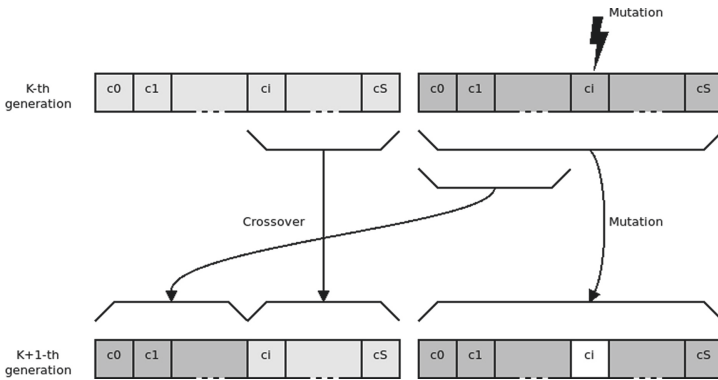 Mutation
K-th
generation
c0 c1 ci cS c0 c1 ci cS
Crossover
Mutation
K+1-th
generation
c0 c1 ci cS c0 c1 ci cS